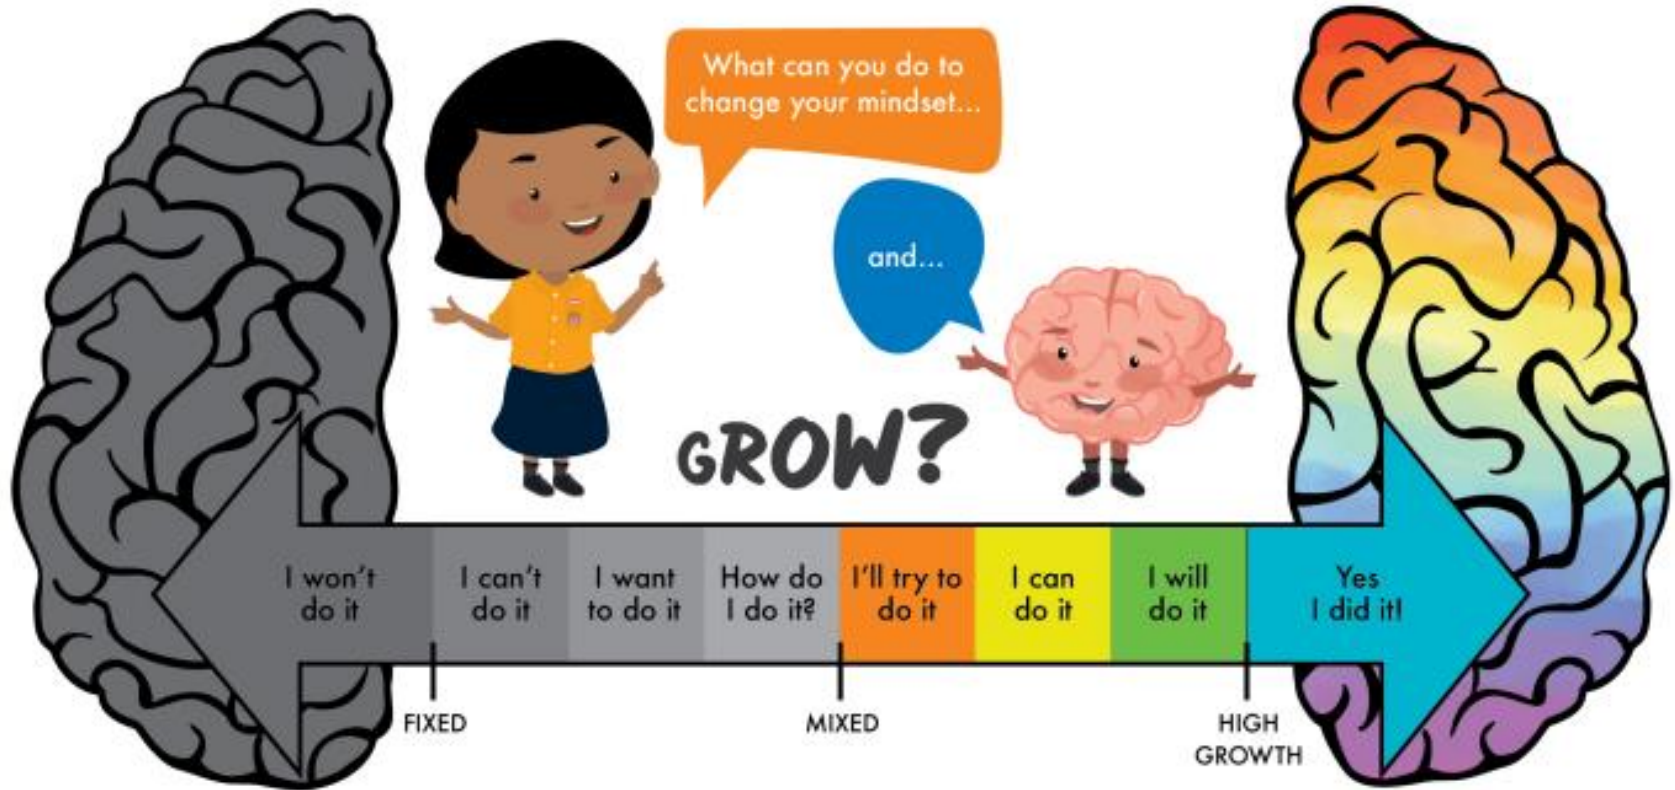 What can you do to
change your mindset...
and...
GROW?
I won't
do it
I can't
do it
I want
to do it
How do
I do it?
I'll try to
do it
I can
do it
I will
do it
Yes
I did it!
FIXED
MIXED
HIGH
GROWTH